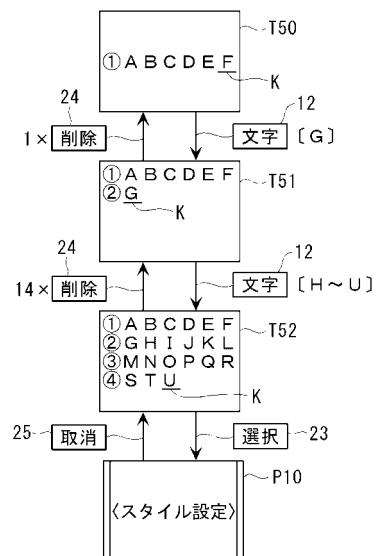 T50
①ABCDEF
K
24
12
1×削除
文字〔G〕
①ABCDEF
T51
②G
K
24
12
14×削除
文字〔H～U〕
①ABCDEF
T52
②GHIJKL
③MNOPQR
④STU
K
25 取消
選択 23
P10
〈スタイル設定〉